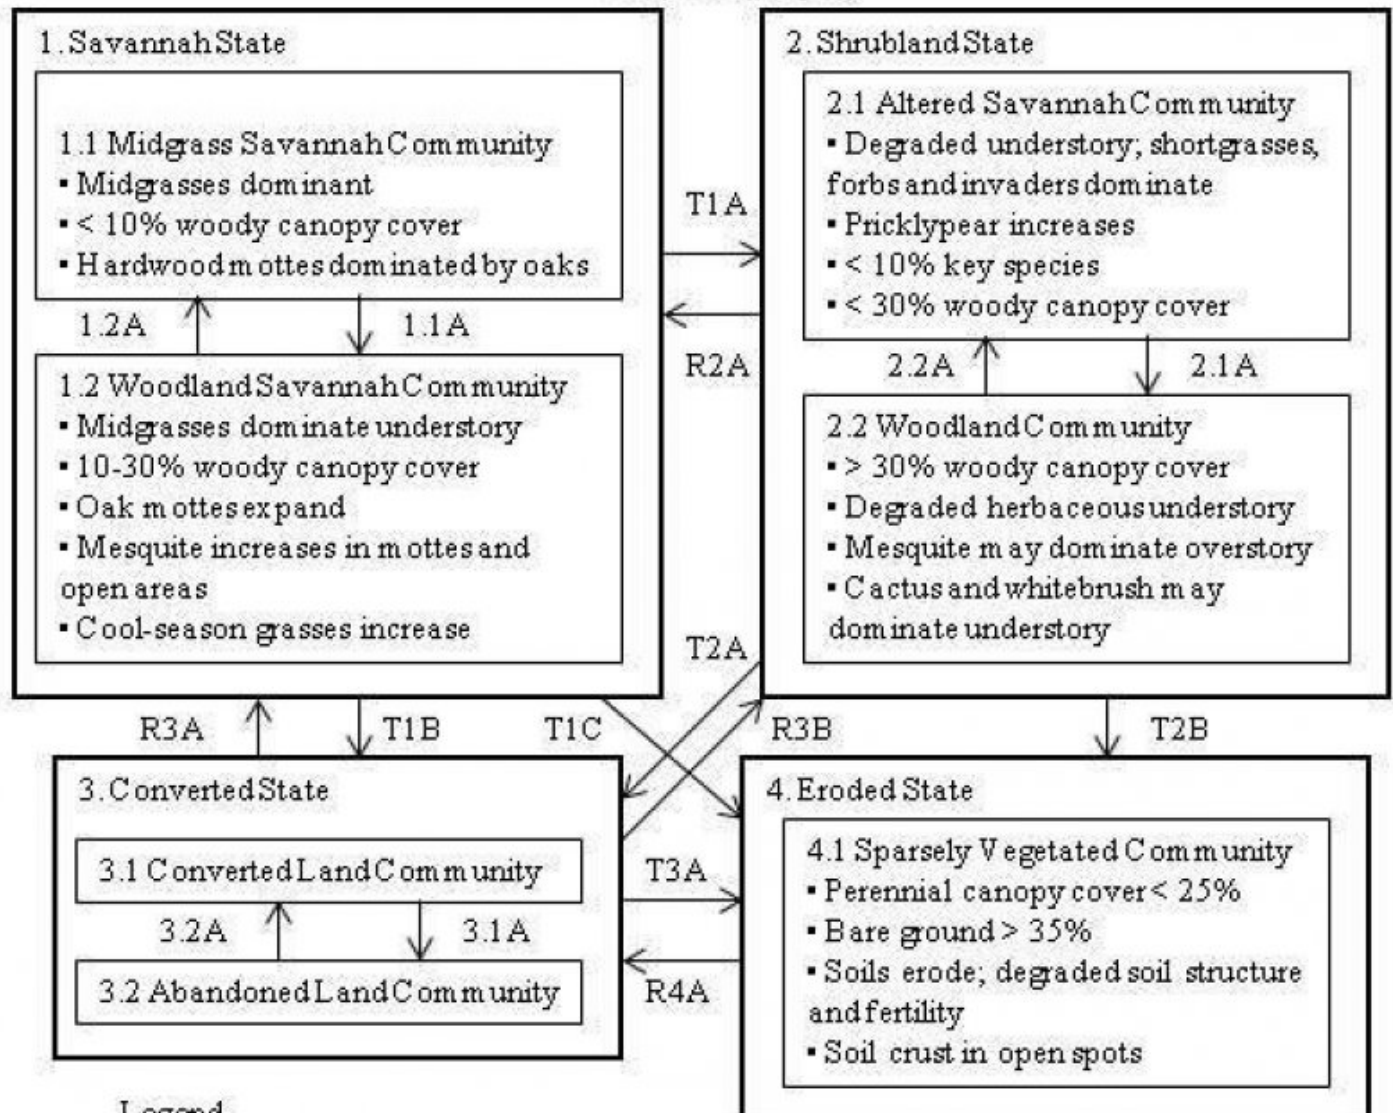 1. Savannah State
1.1 Midgrass Savannah Community
▪ Midgrasses dominant
▪ < 10% woody canopy cover
▪ Hardwood mottes dominated by oaks
1.2A
1.1A
1.2 Woodland Savannah Community
▪ Midgrasses dominate understory
▪ 10-30% woody canopy cover
▪ Oak mottes expand
▪ Mesquite increases in mottes and
open areas
▪ Cool-season grasses increase
T1A
R2A
2. Shrubland State
2.1 Altered Savannah Community
▪ Degraded understory; shortgrasses,
forbs and invaders dominate
▪ Pricklypear increases
▪ < 10% key species
▪ < 30% woody canopy cover
2.2A
2.1A
2.2 Woodland Community
▪ > 30% woody canopy cover
▪ Degraded herbaceous understory
▪ Mesquite may dominate overstory
▪ Cactus and whitebrush may
dominate understory
T2A
R3A
T1B
T1C
R3B
T2B
3. Converted State
3.1 Converted Land Community
3.2A
3.1A
3.2 Abandoned Land Community
T3A
R4A
4. Eroded State
4.1 Sparsely Vegetated Community
▪ Perennial canopy cover < 25%
▪ Bare ground > 35%
▪ Soils erode; degraded soil structure
and fertility
▪ Soil crust in open spots
Legend